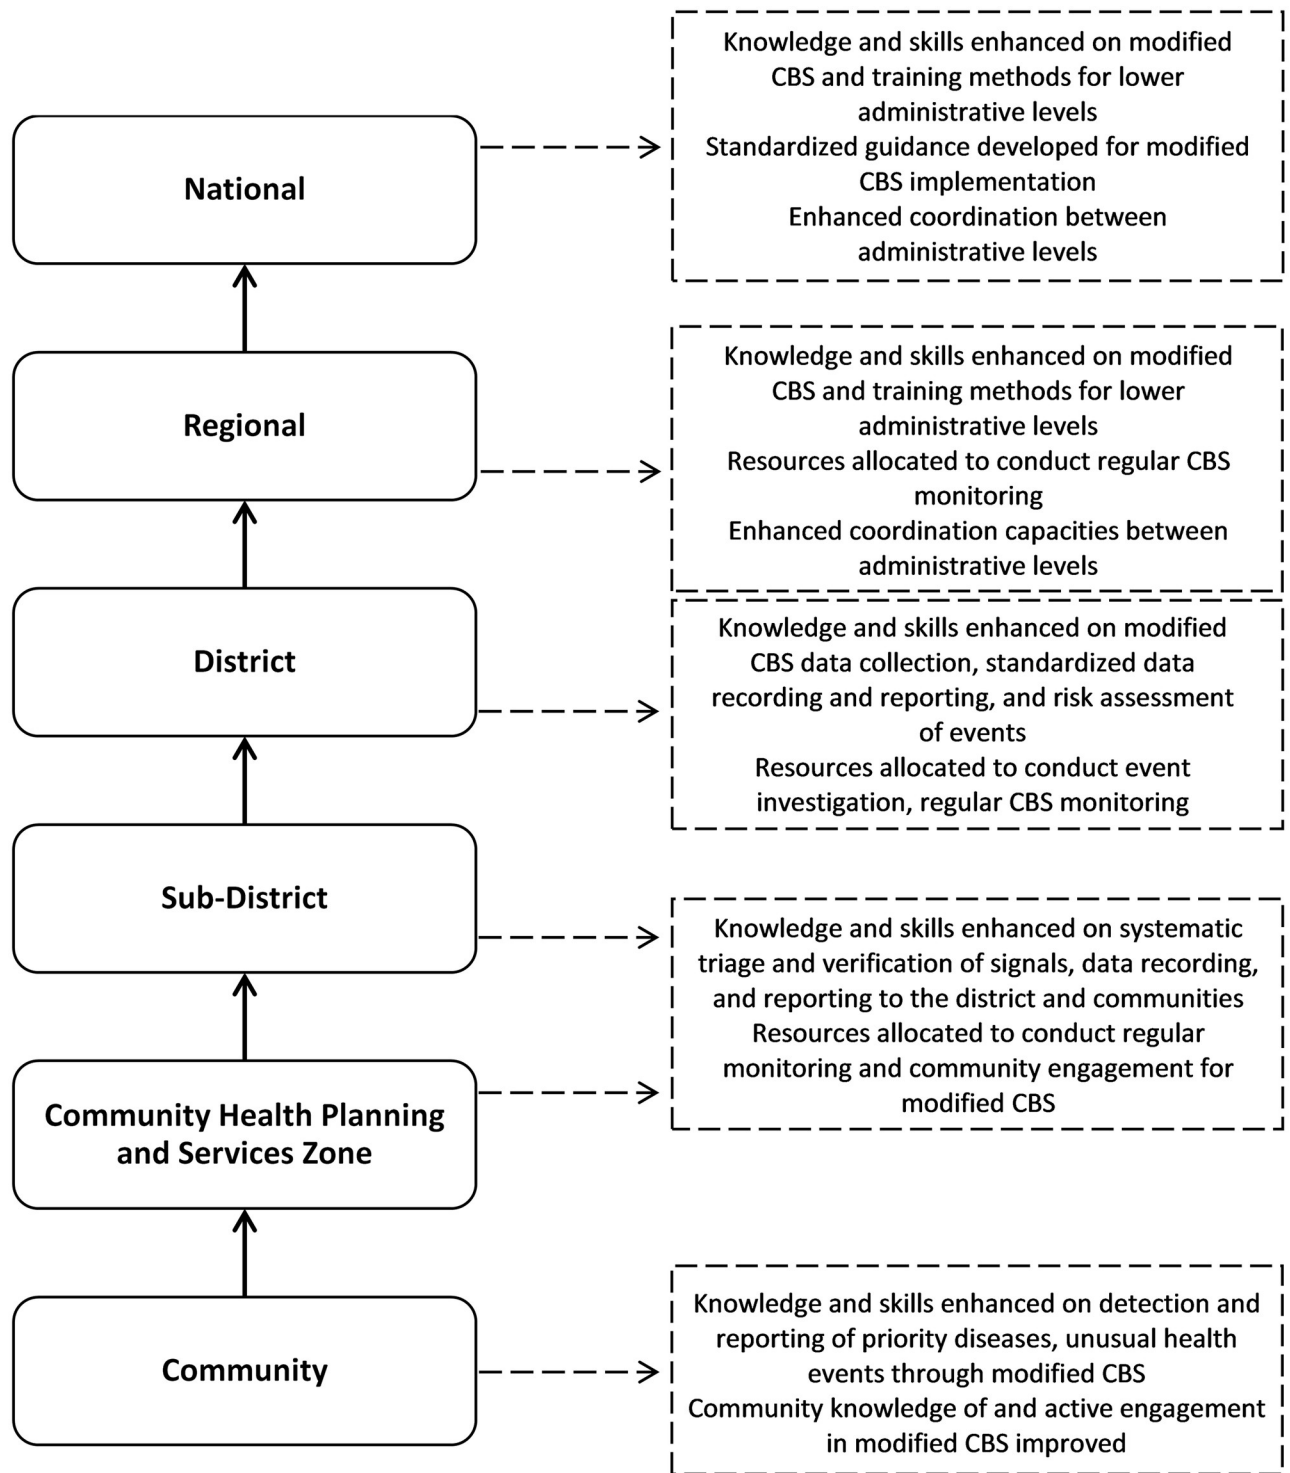 National
Knowledge and skills enhanced on modified
CBS and training methods for lower
administrative levels
Standardized guidance developed for modified
CBS implementation
Enhanced coordination between
administrative levels
Regional
Knowledge and skills enhanced on modified
CBS and training methods for lower
administrative levels
Resources allocated to conduct regular CBS
monitoring
Enhanced coordination capacities between
administrative levels
District
Knowledge and skills enhanced on modified
CBS data collection, standardized data
recording and reporting, and risk assessment
of events
Resources allocated to conduct event
investigation, regular CBS monitoring
Sub-District
Community Health Planning
and Services Zone
Knowledge and skills enhanced on systematic
triage and verification of signals, data recording,
and reporting to the district and communities
Resources allocated to conduct regular
monitoring and community engagement for
modified CBS
Community
Knowledge and skills enhanced on detection and
reporting of priority diseases, unusual health
events through modified CBS
Community knowledge of and active engagement
in modified CBS improved